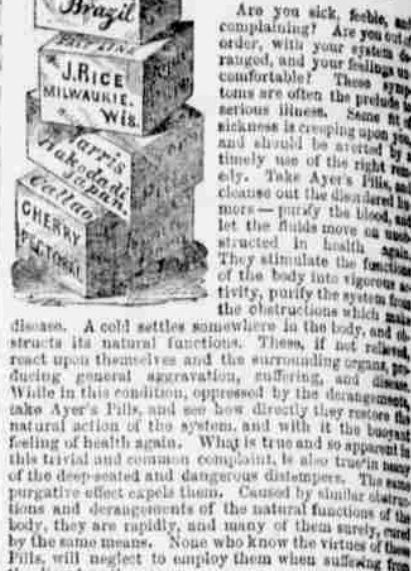 Brazil
FAST LINE
J. RICE
MILWAUKIE.
WIS.
Harris
Hakodadi
Japan.
Callao
CHERRY
PECTORAL
Are you sick, feeble, and
complaining? Are you out of
order, with your system de-
ranged, and your feelings un-
comfortable? These symp-
toms are often the prelude to
serious illness. Some fit of
sickness is creeping upon you,
and should be averted by a
timely use of the right rem-
edy. Take Ayer's Pills, and
cleanse out the disordered hu-
mors — purify the blood, and
let the fluids move on unob-
structed in health again.
They stimulate the functions
of the body into vigorous ac-
tivity, purify the system from
the obstructions which make
disease. A cold settles somewhere in the body, and ob-
structs its natural functions. These, if not relieved,
react upon themselves and the surrounding organs, pro-
ducing general aggravation, suffering, and disease.
While in this condition, oppressed by the derangements,
take Ayer's Pills, and see how directly they restore the
natural action of the system, and with it the buoyant
feeling of health again. What is true and so apparent in
this trivial and common complaint, is also true in many
of the deep-seated and dangerous distempers. The same
purgative effect expels them. Caused by similar obstruc-
tions and derangements of the natural functions of the
body, they are rapidly, and many of them surely, cured
by the same means. None who know the virtues of these
Pills, will neglect to employ them when suffering from